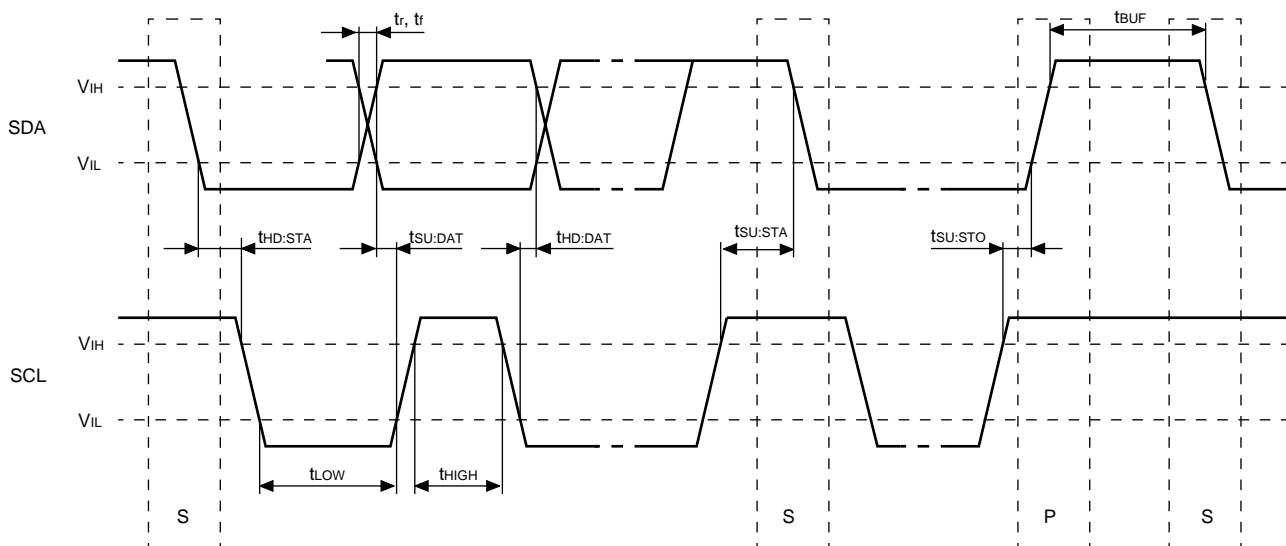 tr, tf
tBUF
VIH
SDA
VIL
tHD:STA
tSU:DAT
tHD:DAT
tSU:STA
tSU:STO
VIH
SCL
VIL
tLOW
tHIGH
S
S
P
S